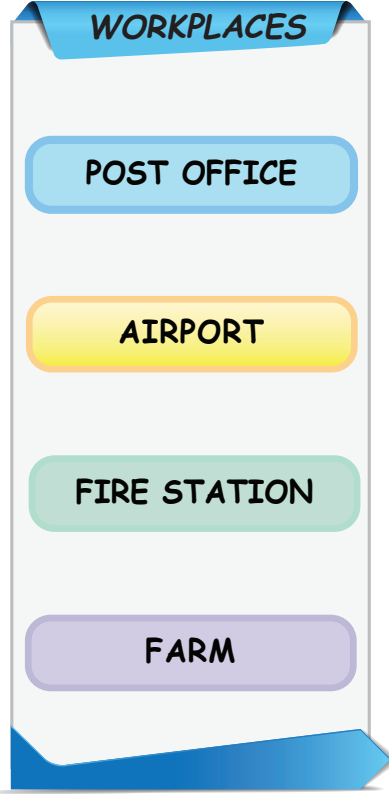 WORKPLACES
POST OFFICE
AIRPORT
FIRE STATION
FARM